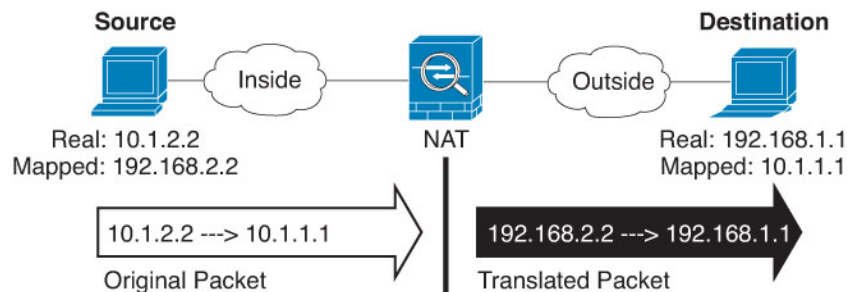 Source
Destination
Inside
Outside
Real: 10.1.2.2
Mapped: 192.168.2.2
NAT
Real: 192.168.1.1
Mapped: 10.1.1.1
10.1.2.2 ---> 10.1.1.1
192.168.2.2 ---> 192.168.1.1
Original Packet
Translated Packet